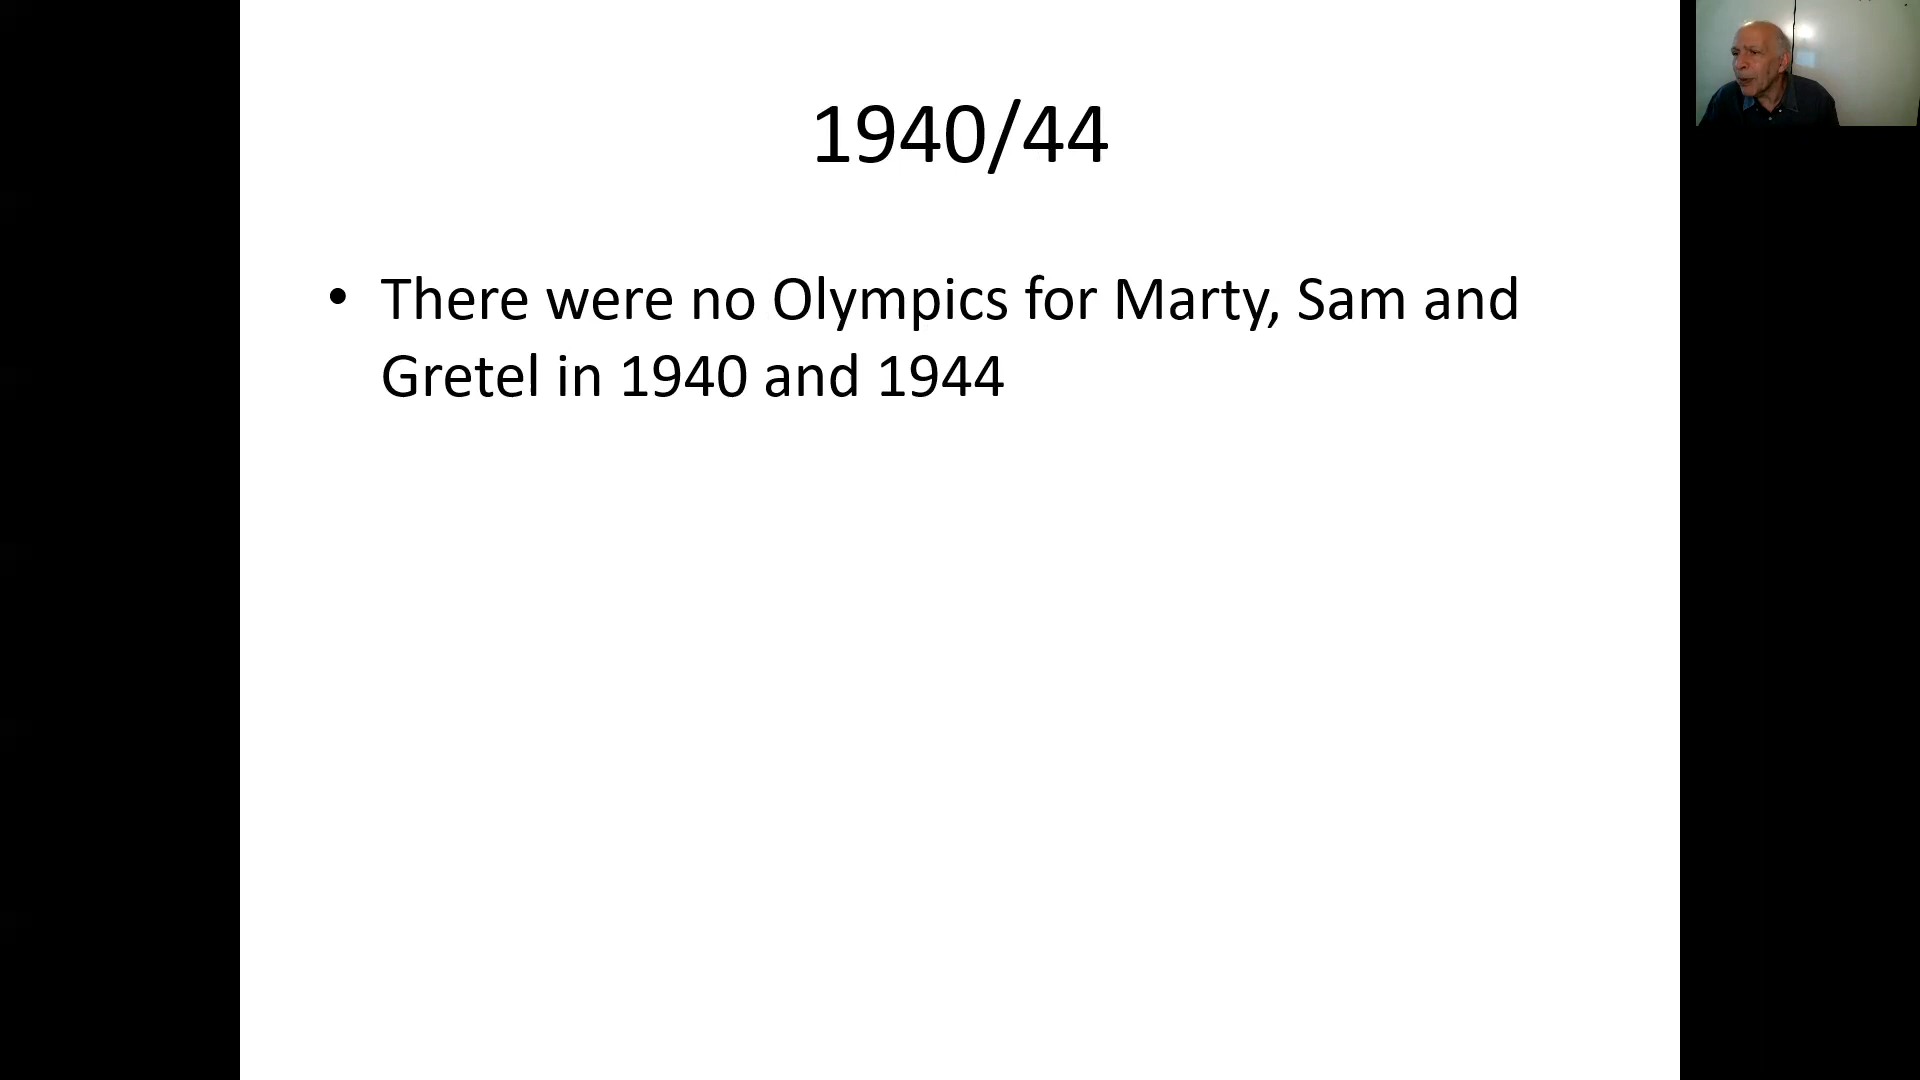 1940/44
• There were no Olympics for Marty, Sam and
Gretel in 1940 and 1944